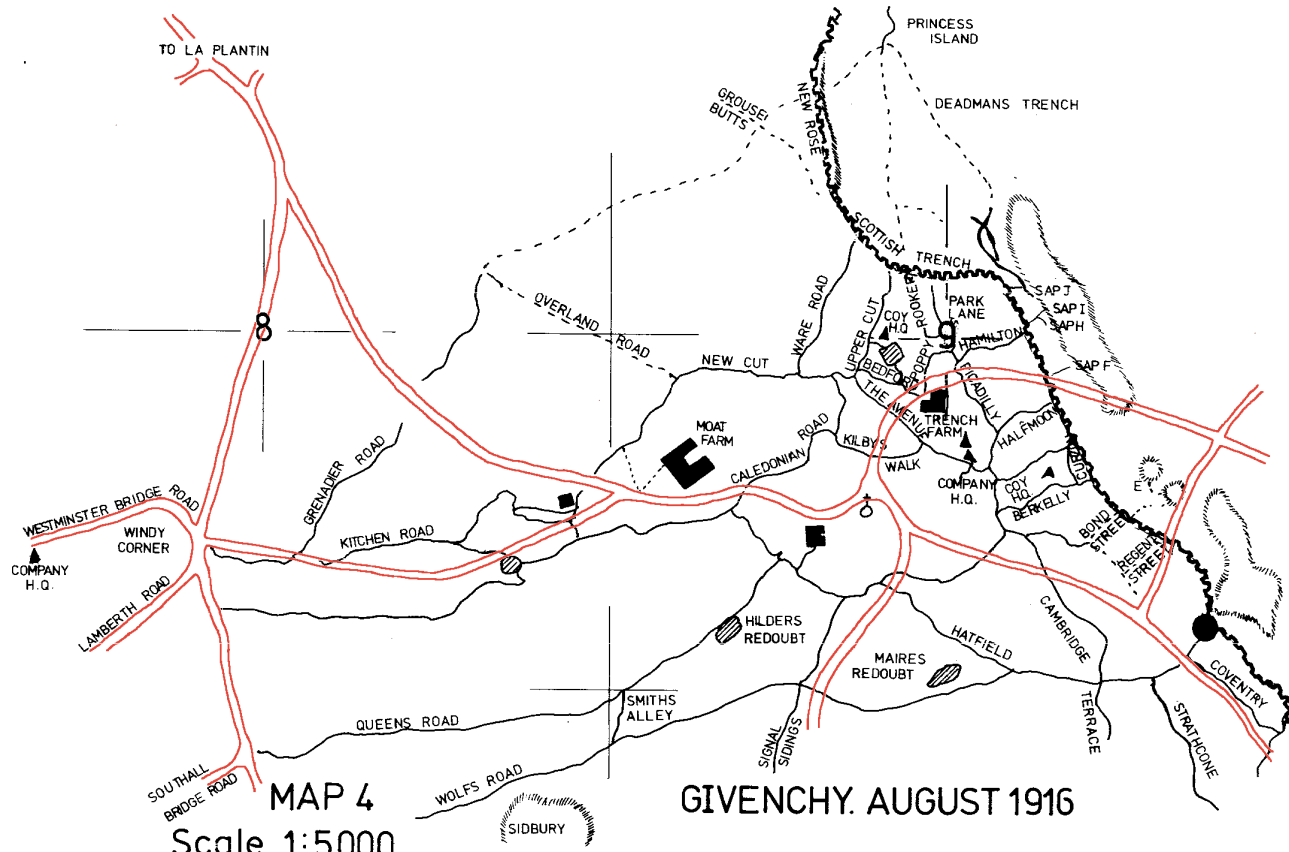 TO LA PLANTIN
PRINCESS
ISLAND
GROUSE
BUTTS
NEW ROSE
DEADMANS TRENCH
SCOTTISH
TRENCH
SAP J
SAP I
SAP H
SAP F
8
OVERLAND ROAD
WARE ROAD
UPPER CUT
COY
H.Q.
POPPY
ROOKERY
PARK
LANE
9
HAMILTON
NEW CUT
BEDFORD
THE AVENUE
PICADILLY
TRENCH
FARM
HALFMOON
MOAT
FARM
CALEDONIAN ROAD
KILBYS
WALK
COMPANY
H.Q.
COY
H.Q.
BERKELLY
BOND
STREET
REGENT
STREET
E
GRENADIER ROAD
WESTMINSTER BRIDGE ROAD
WINDY
CORNER
KITCHEN ROAD
COMPANY
H.Q.
LAMBERTH ROAD
HILDERS
REDOUBT
MAIRES
REDOUBT
HATFIELD
CAMBRIDGE
TERRACE
COVENTRY
STRATHCONE
QUEENS ROAD
SMITHS
ALLEY
SIGNAL
SIDINGS
SOUTHALL
BRIDGE ROAD
WOLFS ROAD
SIDBURY
MAP 4
Scale 1:5000
GIVENCHY. AUGUST 1916